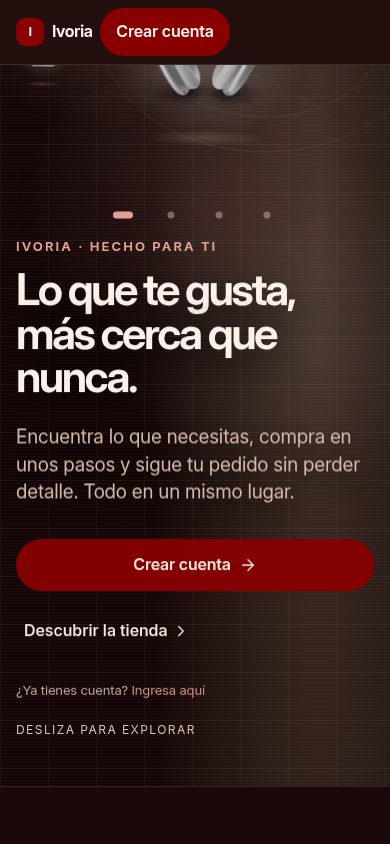 I Ivoria Crear cuenta
IVORIA · HECHO PARA TI
Lo que te gusta,
más cerca que
nunca.
Encuentra lo que necesitas, compra en
unos pasos y sigue tu pedido sin perder
detalle. Todo en un mismo lugar.
Crear cuenta →
Descubrir la tienda >
¿Ya tienes cuenta? Ingresa aquí
DESLIZA PARA EXPLORAR